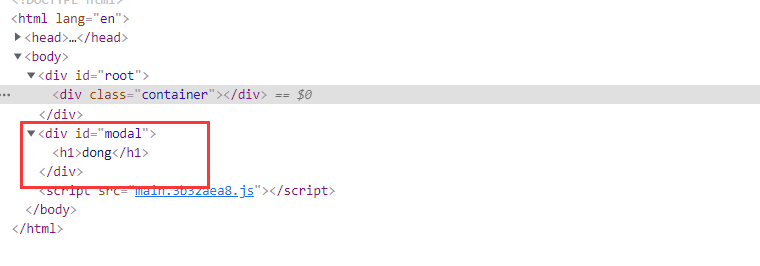 <!DOCTYPE html>
<html lang="en">
<head>…</head>
<body>
<div id="root">
… <div class="container"></div> == $0
</div>
<div id="modal">
<h1>dong</h1>
</div>
<script src="main.3b32aea8.js"></script>
</body>
</html>